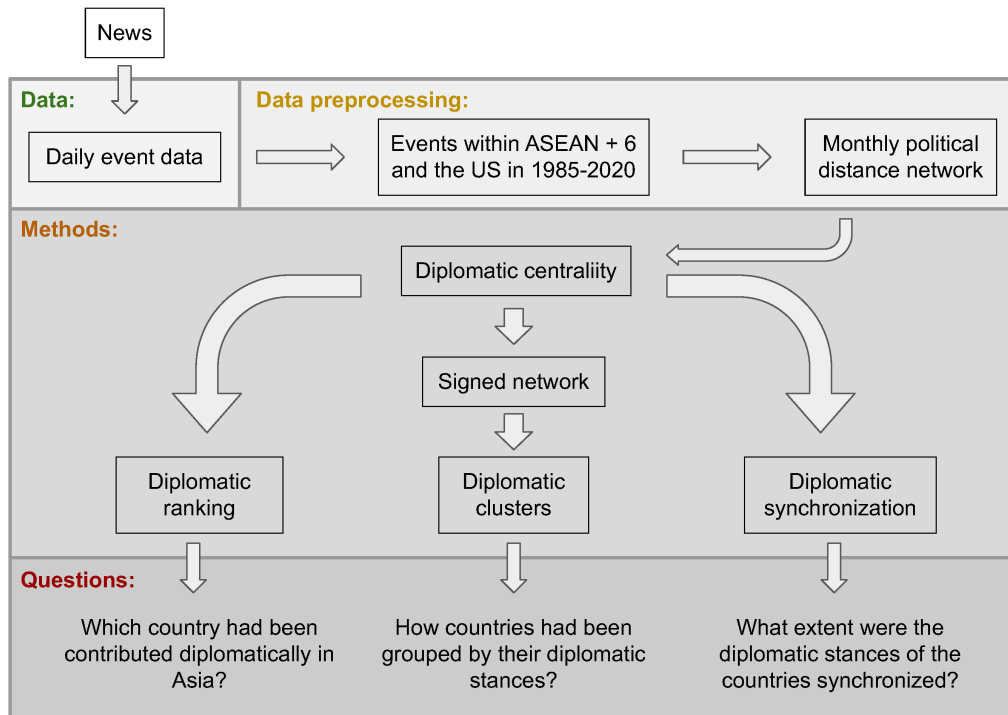 News
Data:
Data preprocessing:
Daily event data
Events within ASEAN + 6
and the US in 1985-2020
Monthly political
distance network
Methods:
Diplomatic centraliity
Signed network
Diplomatic
ranking
Diplomatic
clusters
Diplomatic
synchronization
Questions:
Which country had been
contributed diplomatically in
Asia?
How countries had been
grouped by their diplomatic
stances?
What extent were the
diplomatic stances of the
countries synchronized?